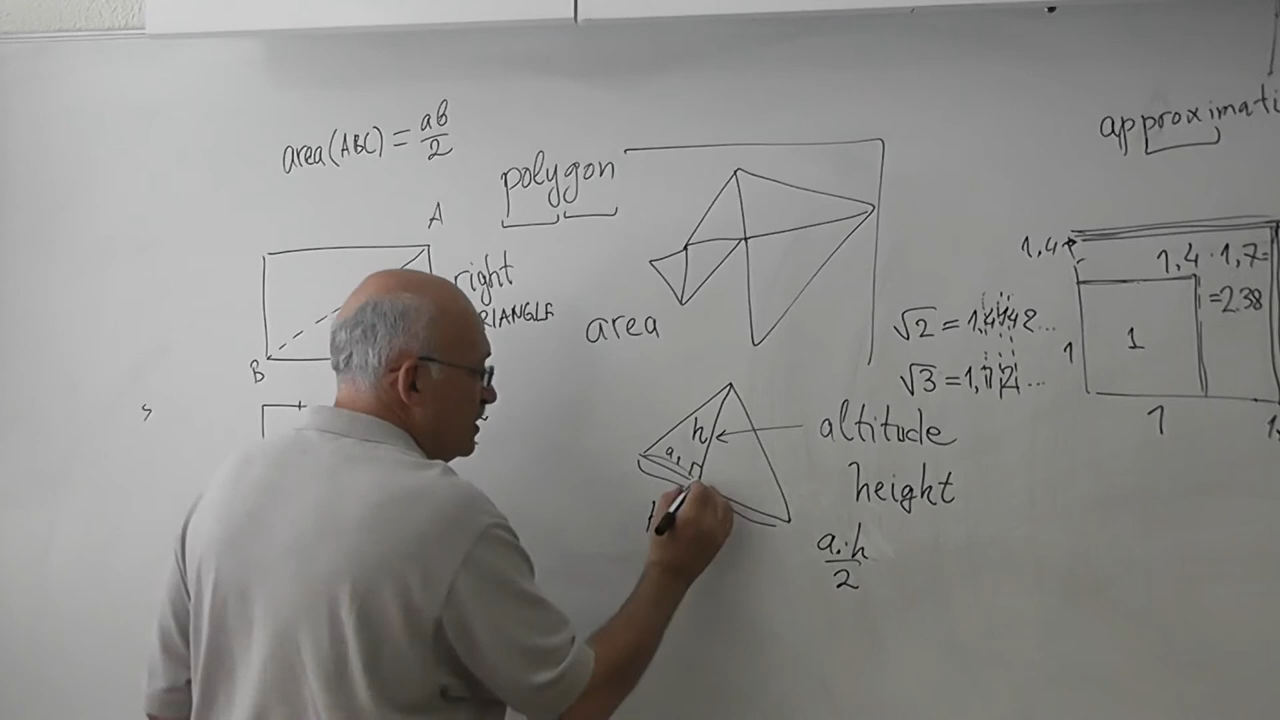 area(ABC) = ab/2
polygon
A
right
RIANGLE
B
area
h
altitude
height
a·h/2
approximati
1,4
1,4 · 1,7=
=2.38
1
1
1
√2 = 1,4142...
√3 = 1,